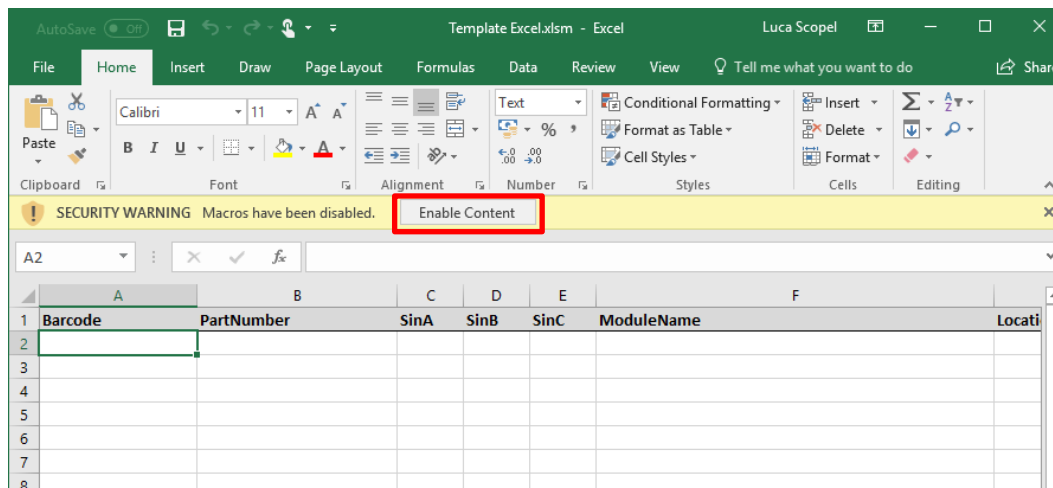 AutoSave Off Template Excel.xlsm - Excel Luca Scopel
File Home Insert Draw Page Layout Formulas Data Review View Tell me what you want to do Shar
Calibri 11 A A Text Conditional Formatting Insert
Paste B I U A % , Format as Table Delete
.00 .00 Cell Styles Format
Clipboard Font Alignment Number Styles Cells Editing
SECURITY WARNING Macros have been disabled. Enable Content
A2 fx
A B C D E F
1 Barcode PartNumber SinA SinB SinC ModuleName Locati
2
3
4
5
6
7
8